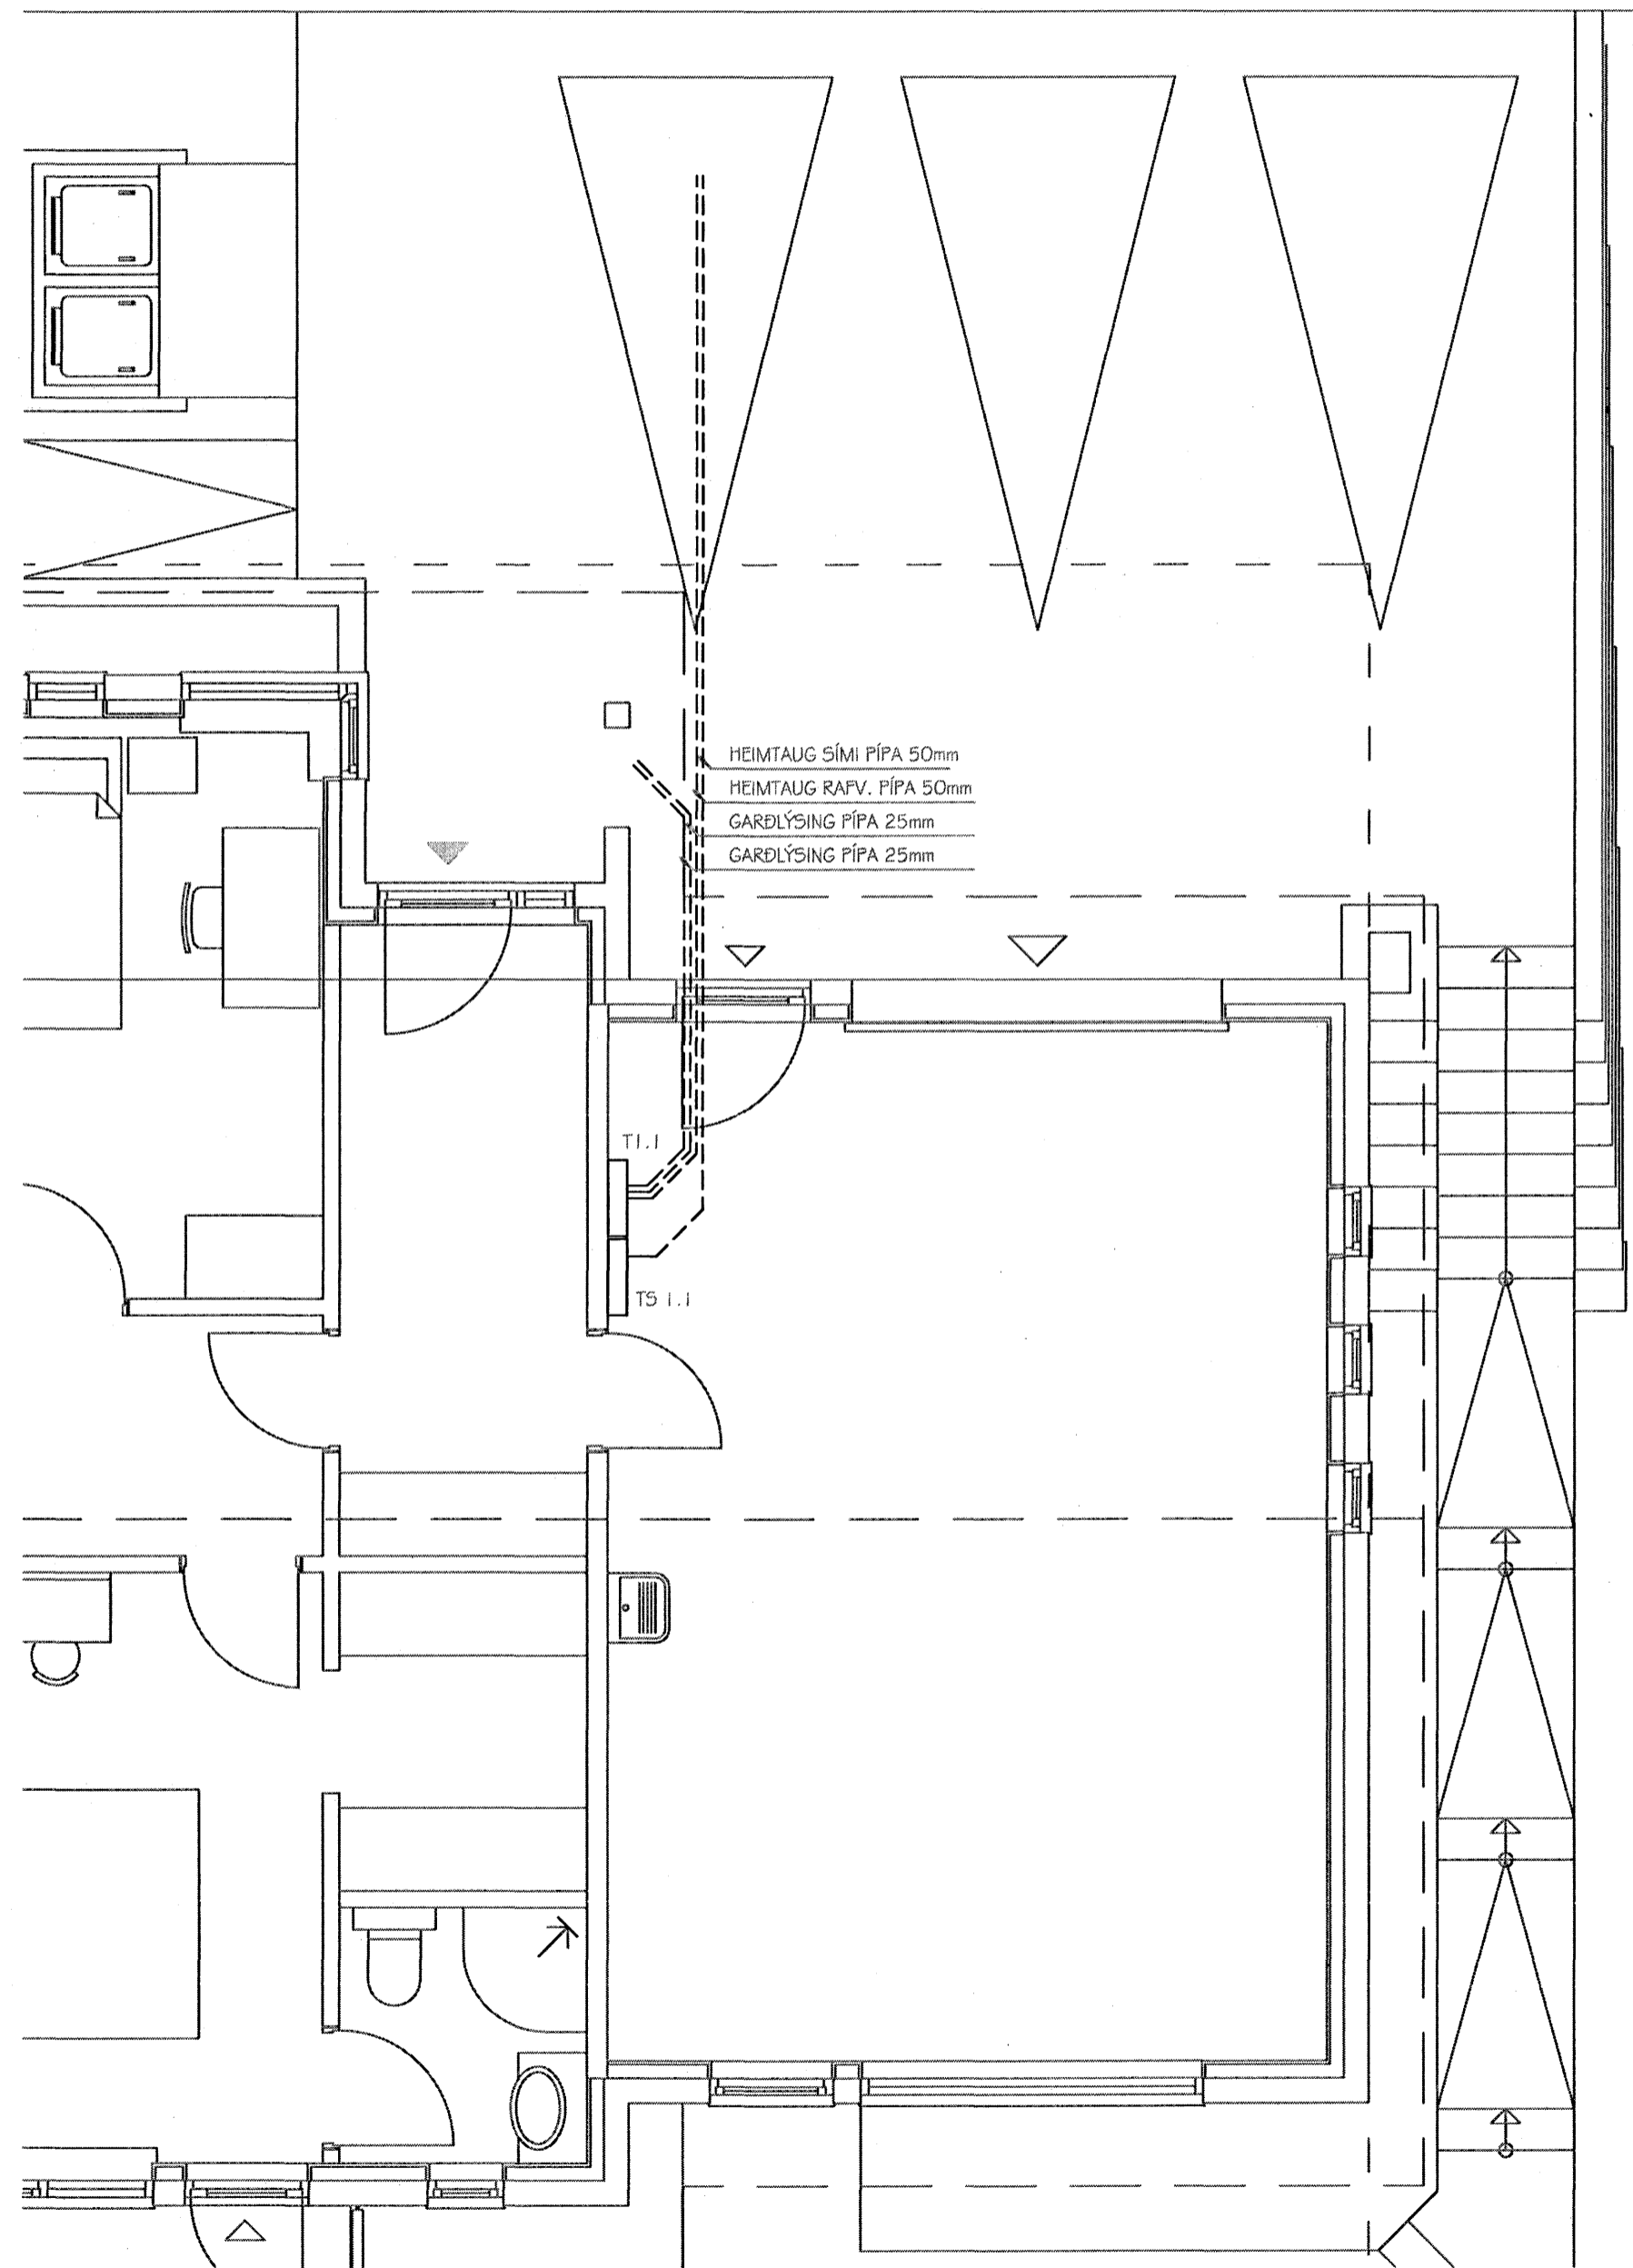 HEIMTAUG SÍMI PÍPA 50mm
HEIMTAUG RAFV. PÍPA 50mm
GARÐLÝSING PÍPA 25mm
GARÐLÝSING PÍPA 25mm
T1.1
TS 1.1